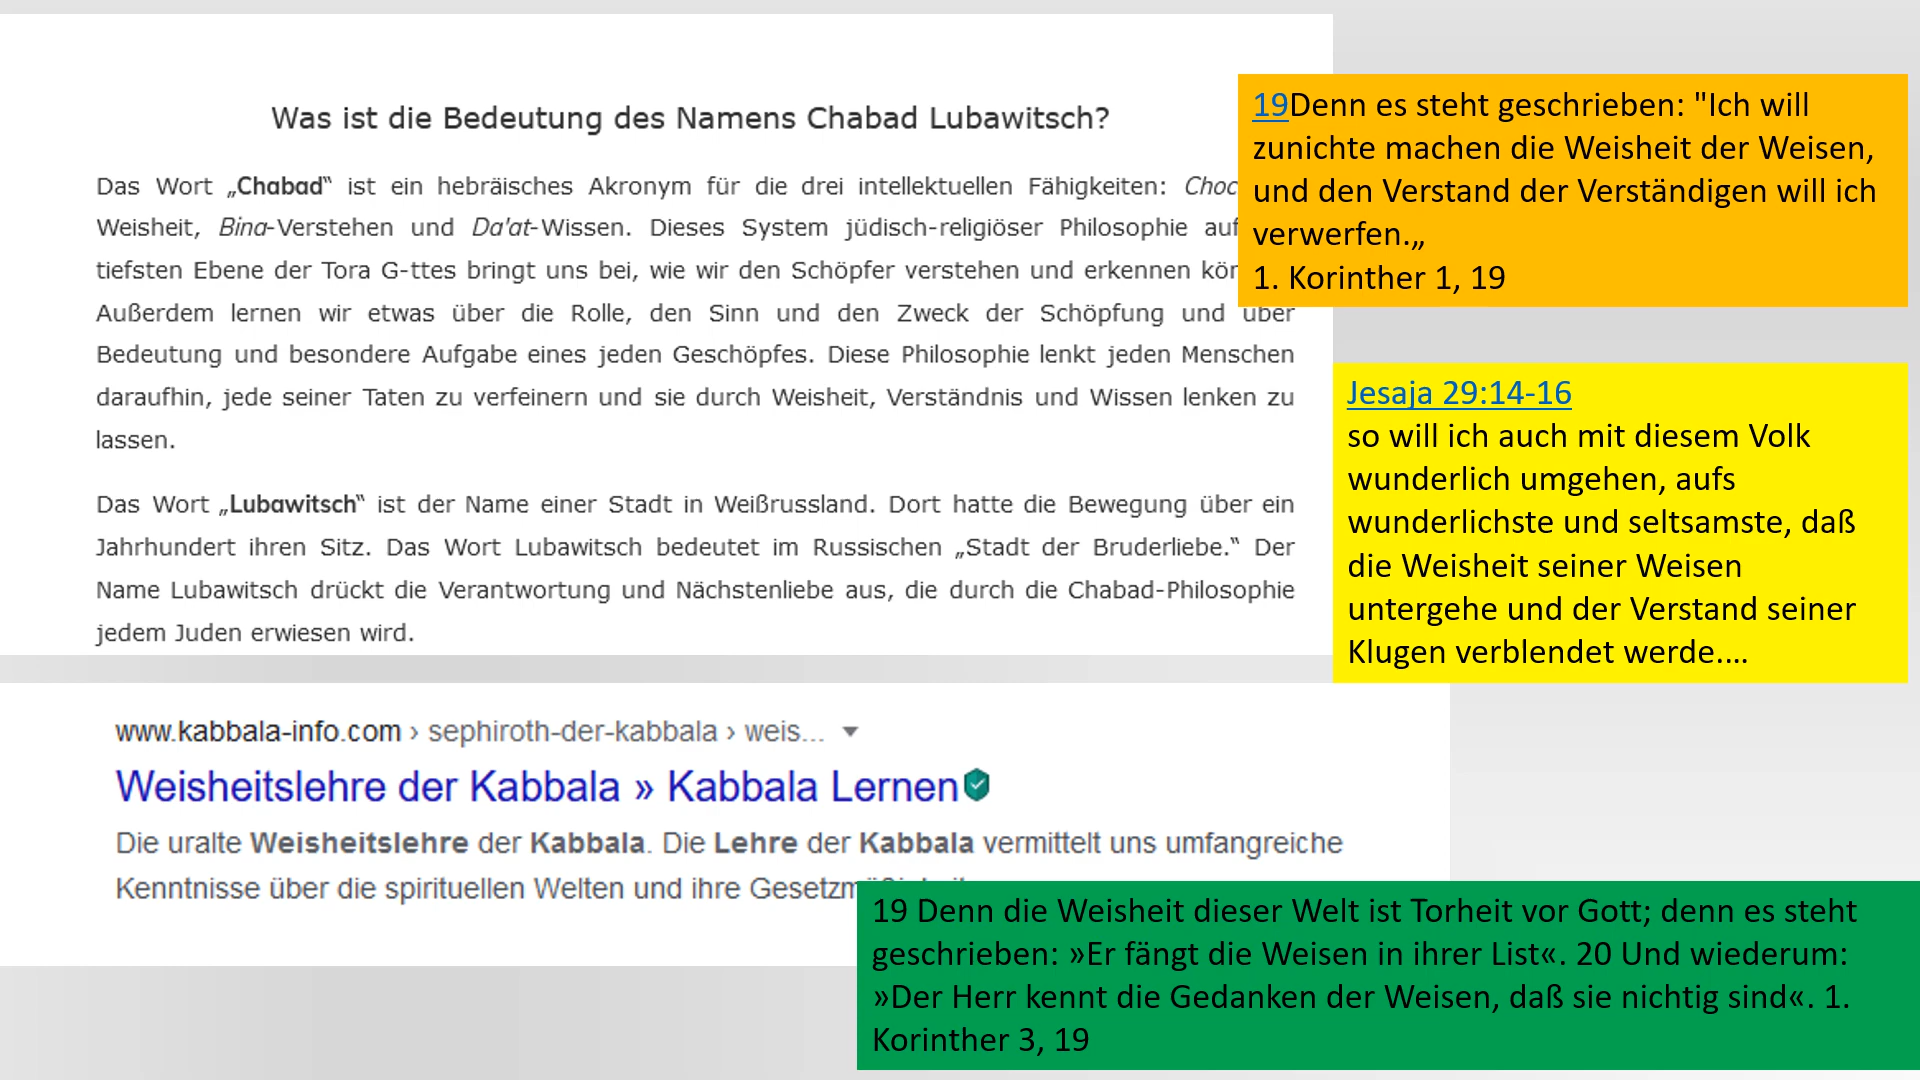 Was ist die Bedeutung des Namens Chabad Lubawitsch?
Das Wort „Chabad“ ist ein hebräisches Akronym für die drei intellektuellen Fähigkeiten:
Weisheit, Bina-Verstehen und Da'at-Wissen. Dieses System jüdisch-religiöser Philosophie auf
tiefsten Ebene der Tora G-ttes bringt uns bei, wie wir den Schöpfer verstehen und erkennen
Außerdem lernen wir etwas über die Rolle, den Sinn und den Zweck der Schöpfung und über
Bedeutung und besondere Aufgabe eines jeden Geschöpfes. Diese Philosophie lenkt jeden Menschen
daraufhin, jede seiner Taten zu verfeinern und sie durch Weisheit, Verständnis und Wissen lenken zu
lassen.
Das Wort „Lubawitsch“ ist der Name einer Stadt in Weißrussland. Dort hatte die Bewegung über ein
Jahrhundert ihren Sitz. Das Wort Lubawitsch bedeutet im Russischen „Stadt der Bruderliebe.“ Der
Name Lubawitsch drückt die Verantwortung und Nächstenliebe aus, die durch die Chabad-Philosophie
jedem Juden erwiesen wird.
19Denn es steht geschrieben: "Ich will
zunichte machen die Weisheit der Weisen,
und den Verstand der Verständigen will ich
verwerfen.„
1. Korinther 1, 19
Jesaja 29:14-16
so will ich auch mit diesem Volk
wunderlich umgehen, aufs
wunderlichste und seltsamste, daß
die Weisheit seiner Weisen
untergehe und der Verstand seiner
Klugen verblendet werde.…
www.kabbala-info.com › sephiroth-der-kabbala › weis...
Weisheitslehre der Kabbala » Kabbala Lernen
Die uralte Weisheitslehre der Kabbala. Die Lehre der Kabbala vermittelt uns umfangreiche
Kenntnisse über die spirituellen Welten und ihre
19 Denn die Weisheit dieser Welt ist Torheit vor Gott; denn es steht
geschrieben: »Er fängt die Weisen in ihrer List«. 20 Und wiederum:
»Der Herr kennt die Gedanken der Weisen, daß sie nichtig sind«. 1.
Korinther 3, 19